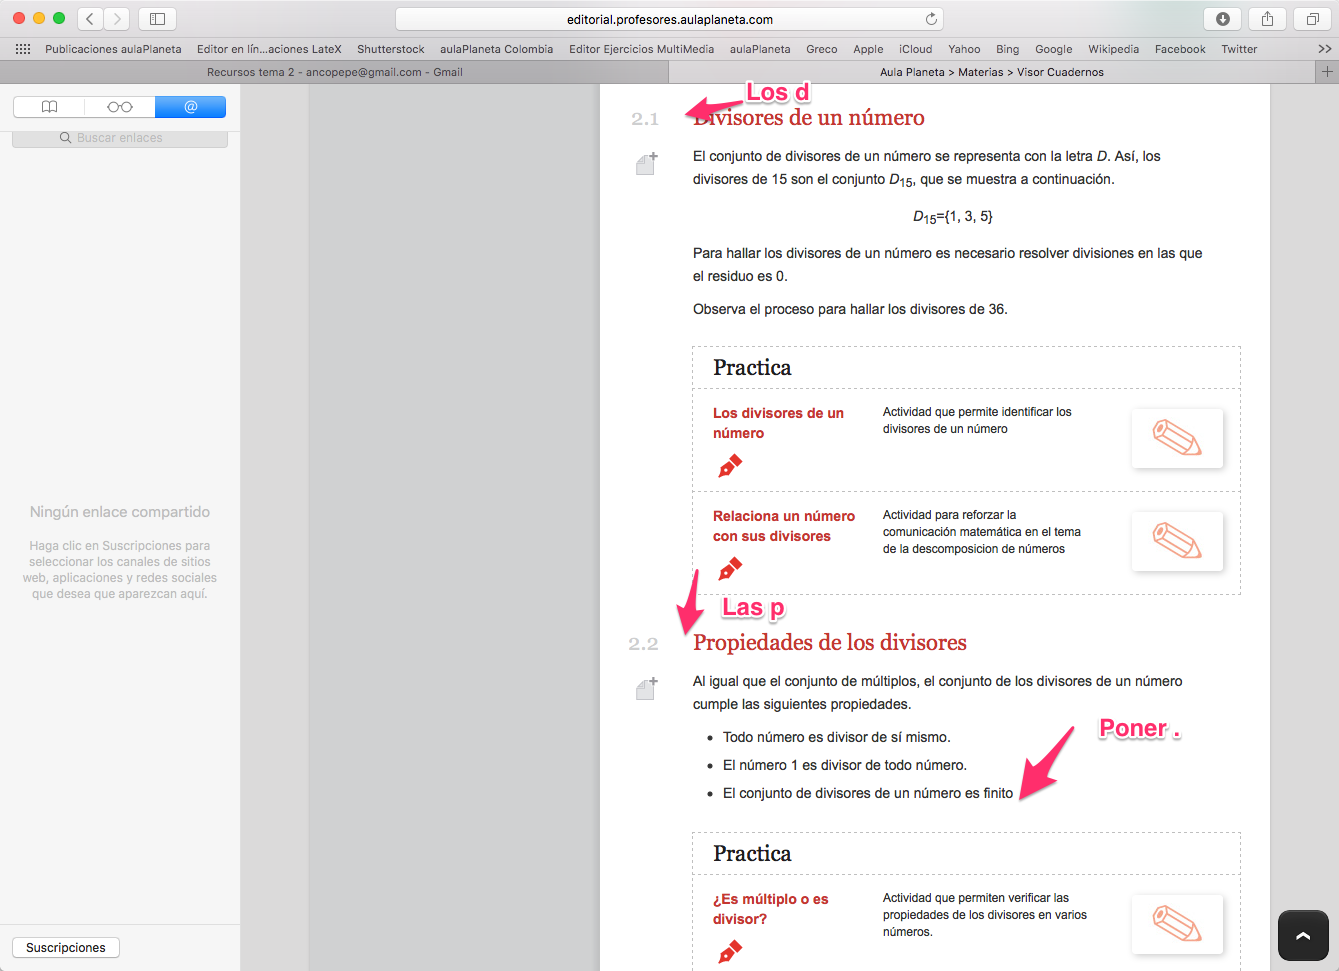 editorial.profesores.aulaplaneta.com
Publicaciones aulaPlaneta Editor en lín...aciones LateX Shutterstock aulaPlaneta Colombia Editor Ejercicios MultiMedia aulaPlaneta Greco Apple iCloud Yahoo Bing Google Wikipedia Facebook Twitter
Recursos tema 2 - ancopepe@gmail.com - Gmail
Aula Planeta > Materias > Visor Cuadernos
@
Buscar enlaces
Ningún enlace compartido
Haga clic en Suscripciones para
seleccionar los canales de sitios
web, aplicaciones y redes sociales
que desea que aparezcan aquí.
Suscripciones
Los d
2.1 Divisores de un número
El conjunto de divisores de un número se representa con la letra D. Así, los
divisores de 15 son el conjunto D15, que se muestra a continuación.
D15={1, 3, 5}
Para hallar los divisores de un número es necesario resolver divisiones en las que
el residuo es 0.
Observa el proceso para hallar los divisores de 36.
Practica
Los divisores de un
número
Actividad que permite identificar los
divisores de un número
Relaciona un número
con sus divisores
Actividad para reforzar la
comunicación matemática en el tema
de la descomposicion de números
Las p
2.2 Propiedades de los divisores
Al igual que el conjunto de múltiplos, el conjunto de los divisores de un número
cumple las siguientes propiedades.
Poner .
• Todo número es divisor de sí mismo.
• El número 1 es divisor de todo número.
• El conjunto de divisores de un número es finito
Practica
¿Es múltiplo o es
divisor?
Actividad que permiten verificar las
propiedades de los divisores en varios
números.